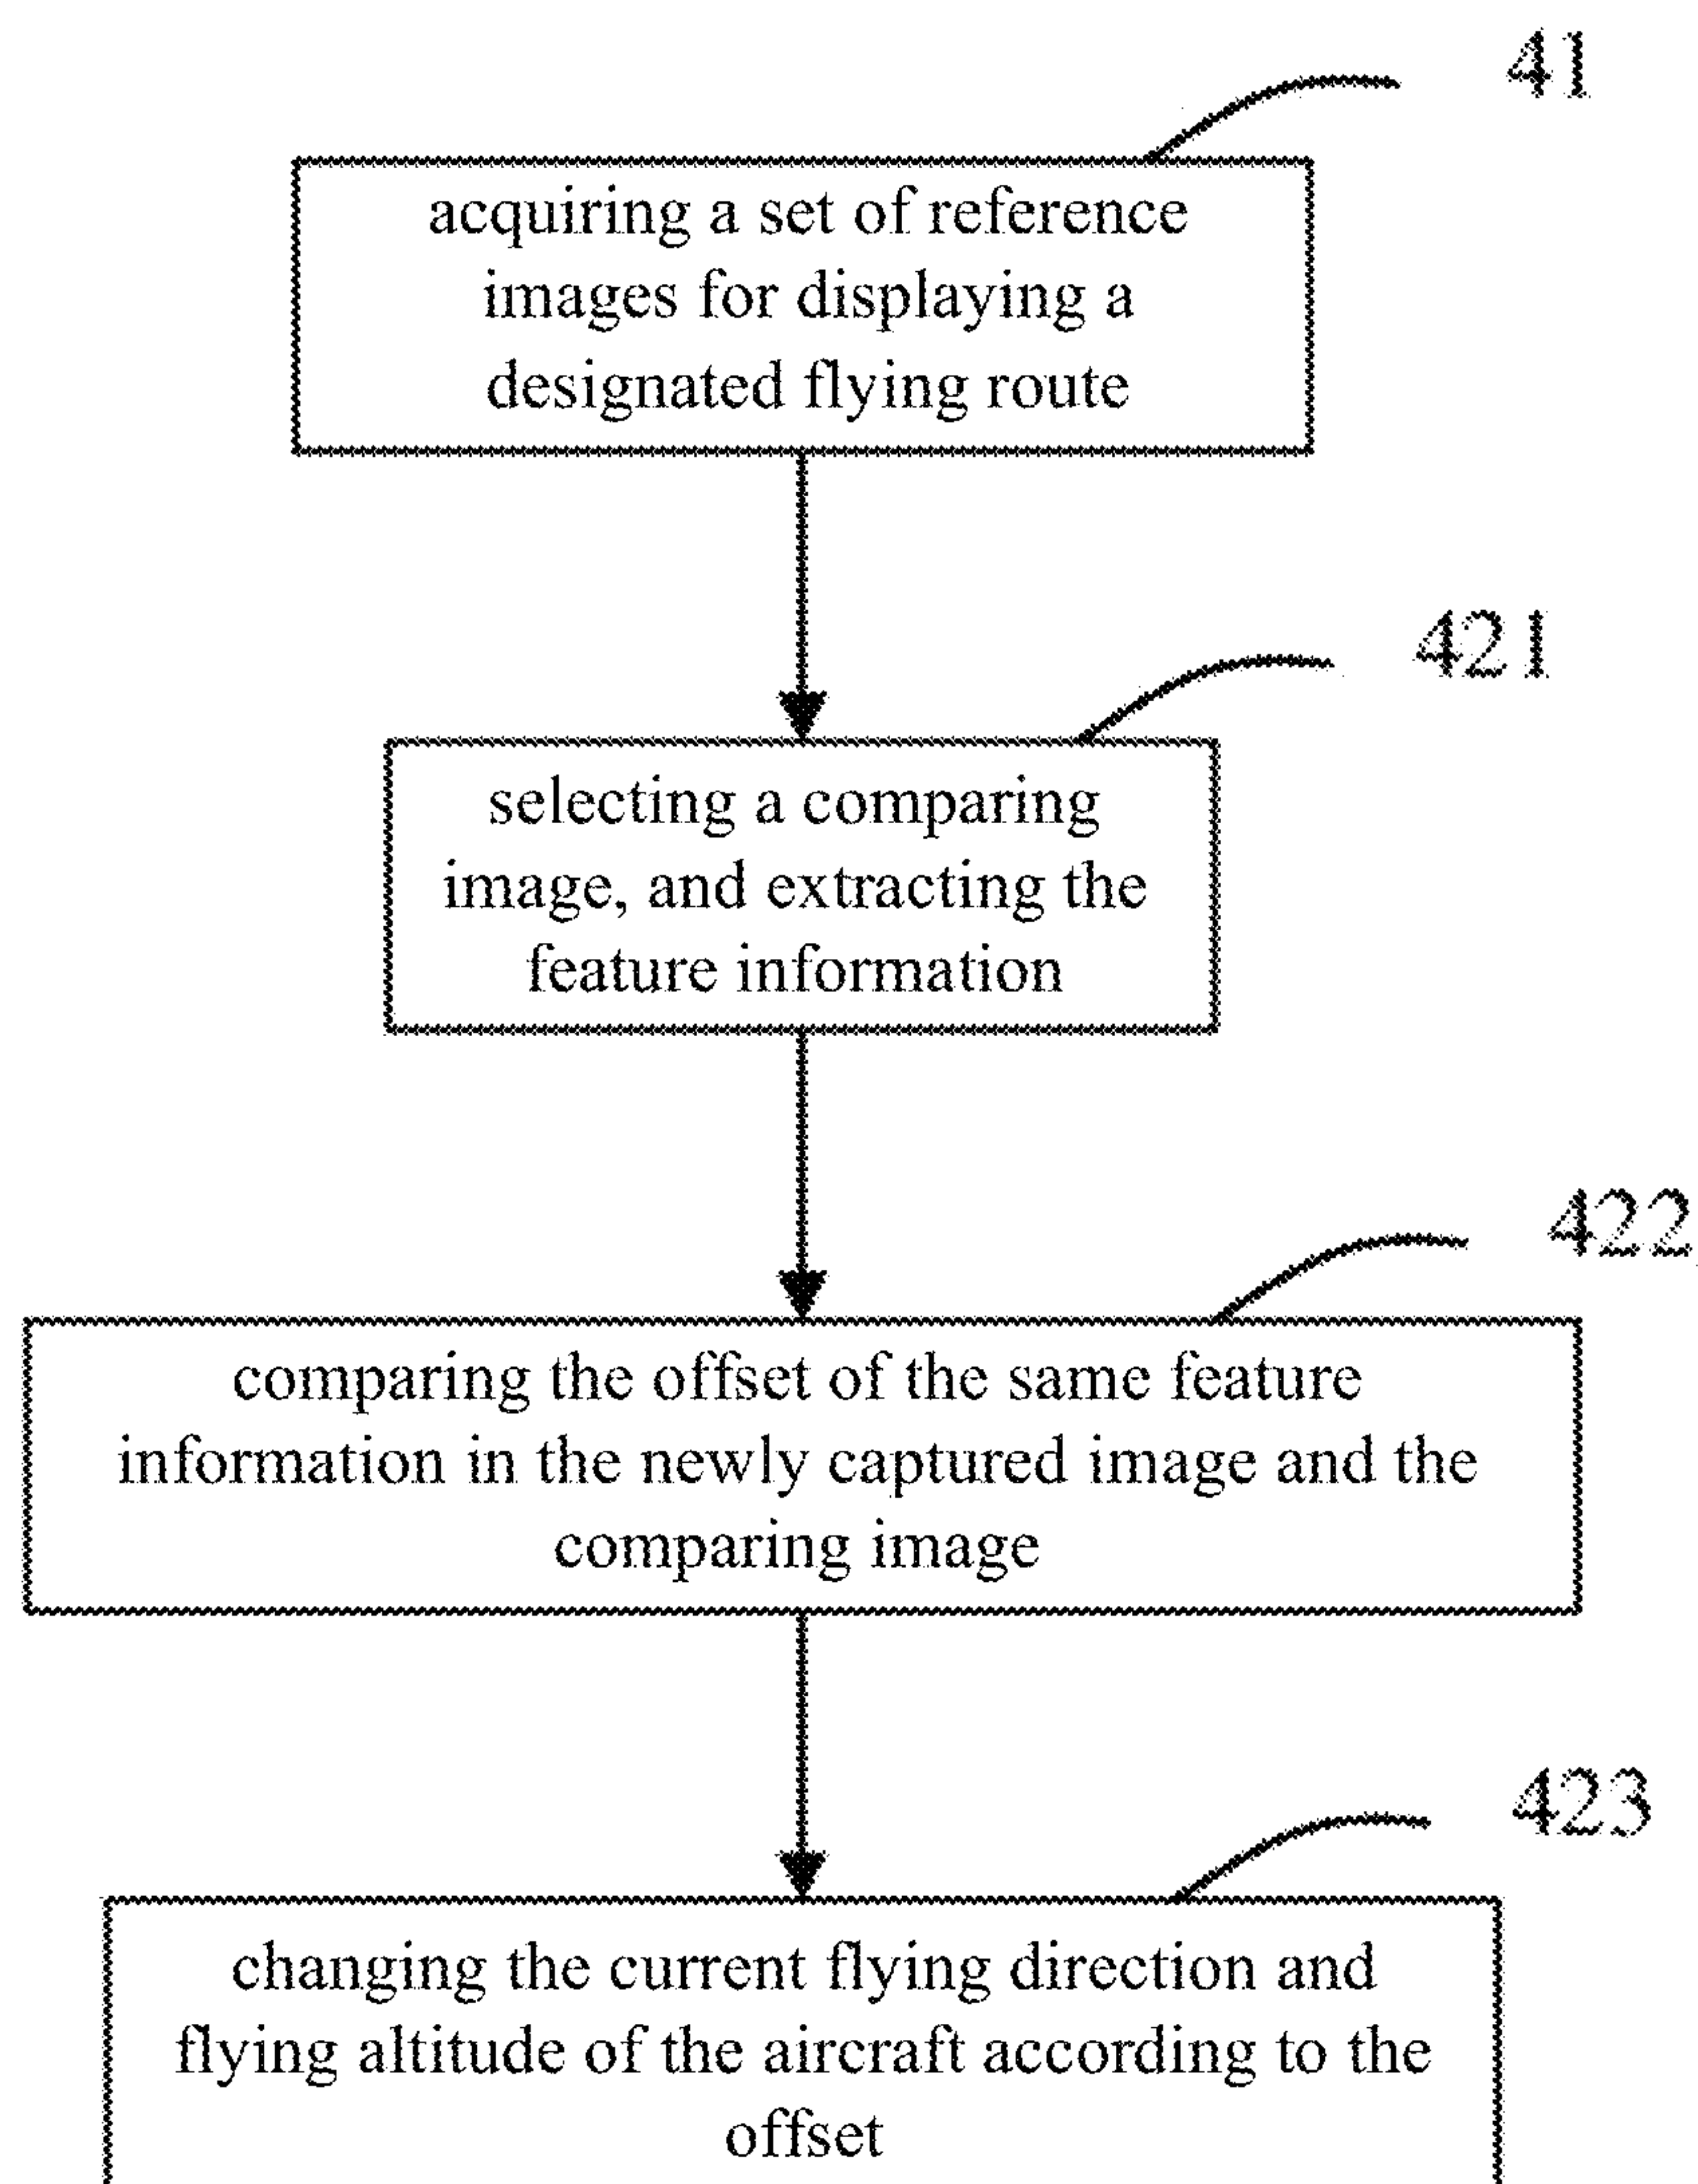 41
acquiring a set of reference
images for displaying a
designated flying route
421
selecting a comparing
image, and extracting the
feature information
422
comparing the offset of the same feature
information in the newly captured image and the
comparing image
423
changing the current flying direction and
flying altitude of the aircraft according to the
offset